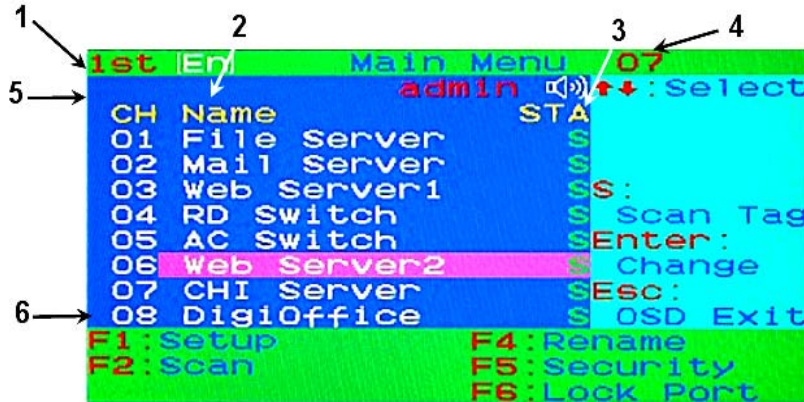 1 2 3 4
1st En Main Menu 07
5 admin :Select
CH Name STA
01 File Server S
02 Mail Server S
03 Web Server1 S S:
04 RD Switch S Scan Tag
05 AC Switch S Enter:
06 Web Server2 S Change
07 CHI Server S Esc:
6 08 DigiOffice S OSD Exit
F1:Setup F4:Rename
F2:Scan F5:Security
F6:Lock Port